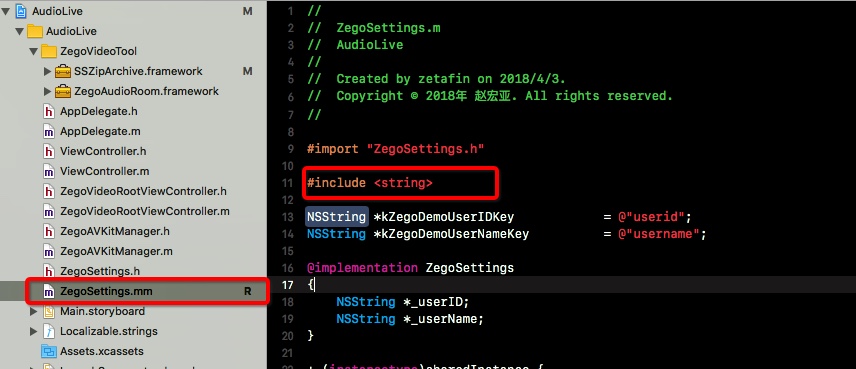 AudioLive M
AudioLive
ZegoVideoTool
SSZipArchive.framework M
ZegoAudioRoom.framework
AppDelegate.h
AppDelegate.m
ViewController.h
ViewController.m
ZegoVideoRootViewController.h
ZegoVideoRootViewController.m
ZegoAVKitManager.h
ZegoAVKitManager.m
ZegoSettings.h
ZegoSettings.mm R
Main.storyboard
Localizable.strings
Assets.xcassets
1 //
2 // ZegoSettings.m
3 // AudioLive
4 //
5 // Created by zetafin on 2018/4/3.
6 // Copyright © 2018年 赵宏亚. All rights reserved.
7 //
8
9 #import "ZegoSettings.h"
10
11 #include <string>
12
13 NSString *kZegoDemoUserIDKey = @"userid";
14 NSString *kZegoDemoUserNameKey = @"username";
15
16 @implementation ZegoSettings
17 {
18 NSString *_userID;
19 NSString *_userName;
20 }
21
+ (instancetype)sharedInstance {